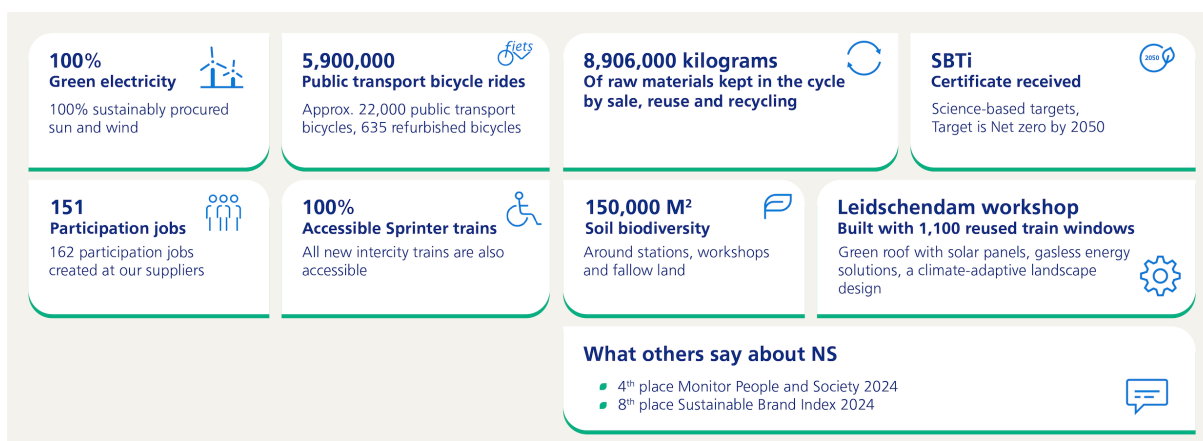 100%
Green electricity
100% sustainably procured
sun and wind
fiets
5,900,000
Public transport bicycle rides
Approx. 22,000 public transport
bicycles, 635 refurbished bicycles
8,906,000 kilograms
Of raw materials kept in the cycle
by sale, reuse and recycling
2050
SBTi
Certificate received
Science-based targets,
Target is Net zero by 2050
151
Participation jobs
162 participation jobs
created at our suppliers
100%
Accessible Sprinter trains
All new intercity trains are also
accessible
150,000 M²
Soil biodiversity
Around stations, workshops
and fallow land
Leidschendam workshop
Built with 1,100 reused train windows
Green roof with solar panels, gasless energy
solutions, a climate-adaptive landscape
design
What others say about NS
4th place Monitor People and Society 2024
8th place Sustainable Brand Index 2024